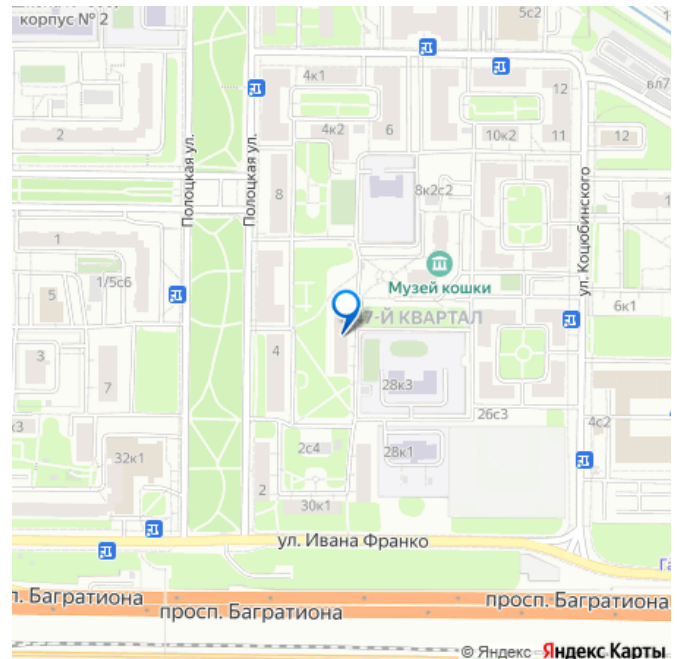 корпус № 2
5с2
4к1
12
вл7
2
4к2
6
10к2
11
12
Полоцкая ул.
Полоцкая ул.
8
8к2с2
ул. Коцюбинского
1
Музей кошки
1/5с6
5
6к1
7-Й КВАРТАЛ
3
4
7
28к3
26с3
4с2
к3
32к1
2с4
28к1
2
30к1
ул. Ивана Франко
Га
п. Багратиона
просп. Багратиона
просп. Багратиона
© Яндекс Яндекс Карты